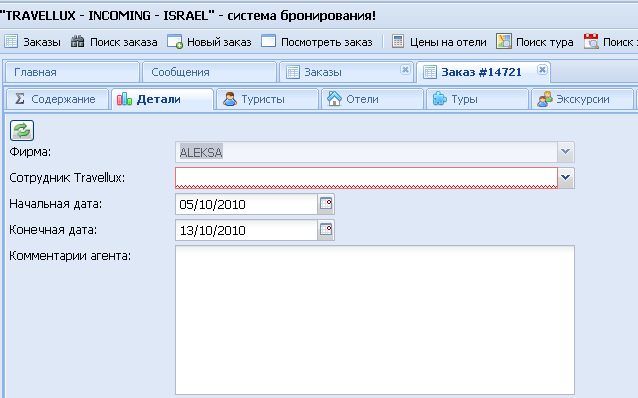 "TRAVELLUX - INCOMING - ISRAEL" - система бронирования!
Заказы Поиск заказа Новый заказ Посмотреть заказ Цены на отели Поиск тура Поиск
Главная Сообщения Заказы Заказ #14721
Σ Содержание Детали Туристы Отели Туры Экскурсии
Фирма: ALEKSA
Сотрудник Travellux:
Начальная дата: 05/10/2010
Конечная дата: 13/10/2010
Комментарии агента: